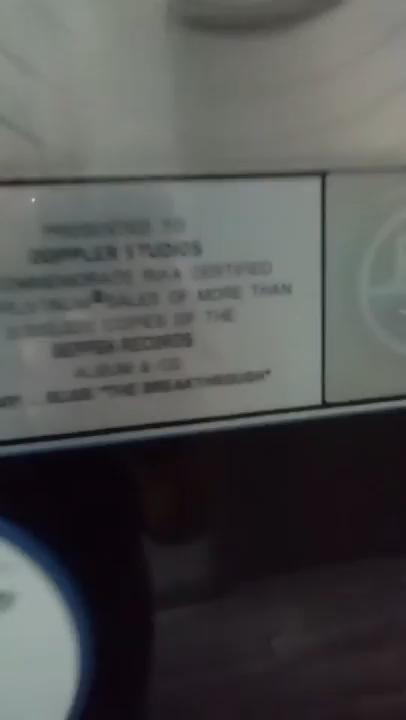 PRESENTED TO
DOPPLER STUDIOS
COMMEMORATE RIAA CERTIFIED
SALES OF MORE THAN
COPIES OF THE
GEFFEN RECORDS
ALBUM & CD
"THE BREAKTHROUGH"